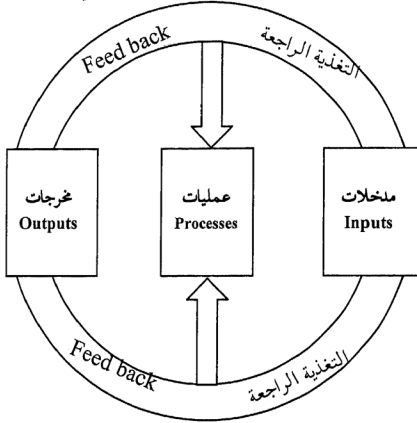 Feed back
التغذية الراجعة
مدخلات
Inputs
عمليات
Processes
مخرجات
Outputs
Feed back
التغذية الراجعة